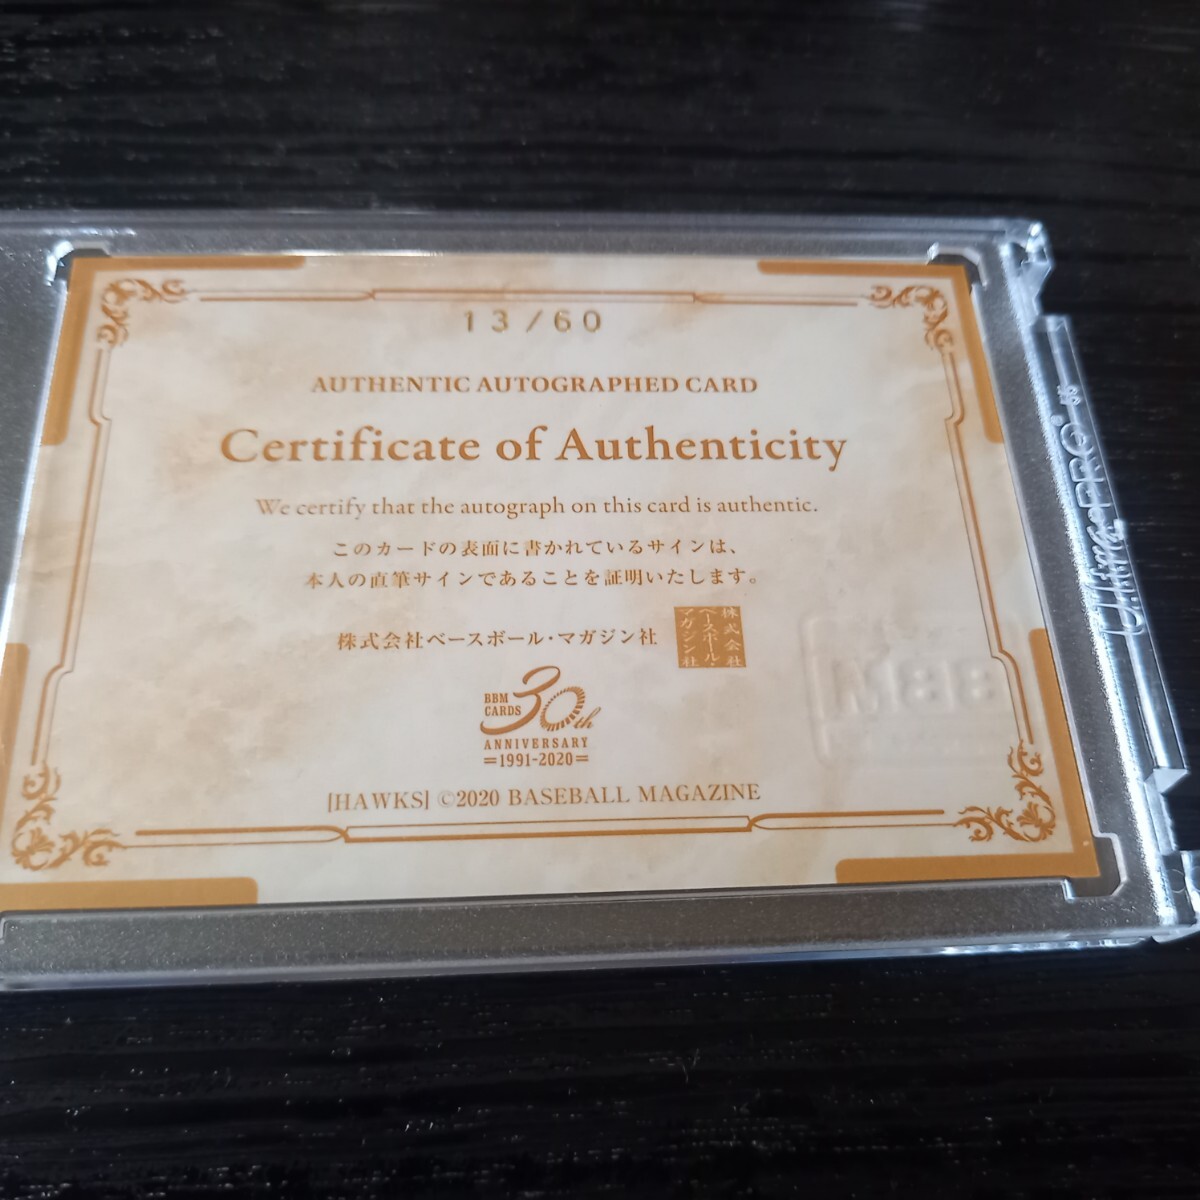 13/60
AUTHENTIC AUTOGRAPHED CARD
Certificate of Authenticity
We certify that the autograph on this card is authentic.
このカードの表面に書かれているサインは、
本人の直筆サインであることを証明いたします。
株式会社ベースボール・マガジン社
株式会社
ベースボール・
マガジン社
BBM
CARDS
30th
ANNIVERSARY
=1991-2020=
[HAWKS] ©2020 BASEBALL MAGAZINE